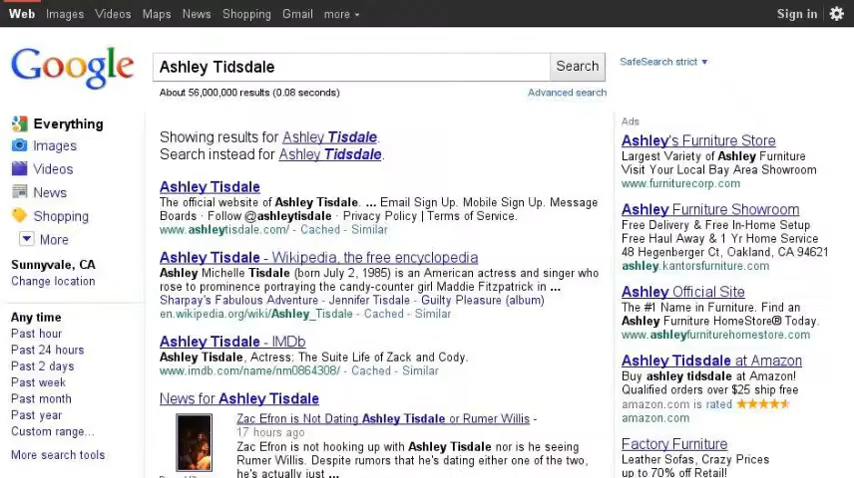 Web Images Videos Maps News Shopping Gmail more Sign in
Google
Ashley Tidsdale Search
SafeSearch strict
About 56,000,000 results (0.08 seconds) Advanced search
Everything
Images
Videos
News
Shopping
More
Sunnyvale, CA
Change location
Any time
Past hour
Past 24 hours
Past 2 days
Past week
Past month
Past year
Custom range...
More search tools
Showing results for Ashley Tisdale.
Search instead for Ashley Tidsdale.
Ashley Tisdale
The official website of Ashley Tisdale. ... Email Sign Up. Mobile Sign Up. Message
Boards · Follow @ashleytisdale · Privacy Policy | Terms of Service.
www.ashleytisdale.com/ - Cached - Similar
Ashley Tisdale - Wikipedia, the free encyclopedia
Ashley Michelle Tisdale (born July 2, 1985) is an American actress and singer who
rose to prominence portraying the candy-counter girl Maddie Fitzpatrick in ...
Sharpay's Fabulous Adventure - Jennifer Tisdale - Guilty Pleasure (album)
en.wikipedia.org/wiki/Ashley_Tisdale - Cached - Similar
Ashley Tisdale - IMDb
Ashley Tisdale, Actress: The Suite Life of Zack and Cody.
www.imdb.com/name/nm0864308/ - Cached - Similar
News for Ashley Tisdale
Zac Efron is Not Dating Ashley Tisdale or Rumer Willis -
17 hours ago
Zac Efron is not hooking up with Ashley Tisdale nor is he seeing
Rumer Willis. Despite rumors that he's dating either one of the two,
he's actually just ...
Ads
Ashley's Furniture Store
Largest Variety of Ashley Furniture
Visit Your Local Bay Area Showroom
www.furniturecorp.com
Ashley Furniture Showroom
Free Delivery & Free In-Home Setup
Free Haul Away & 1 Yr Home Service
48 Hegenberger Ct, Oakland, CA 94621
ashley.kantorsfurniture.com
Ashley Official Site
The #1 Name in Furniture. Find an
Ashley Furniture HomeStore® Today.
www.ashleyfurniturehomestore.com
Ashley Tidsdale at Amazon
Buy ashley tidsdale at Amazon!
Qualified orders over $25 ship free
amazon.com is rated
amazon.com
Factory Furniture
Leather Sofas, Crazy Prices
up to 70% off Retail